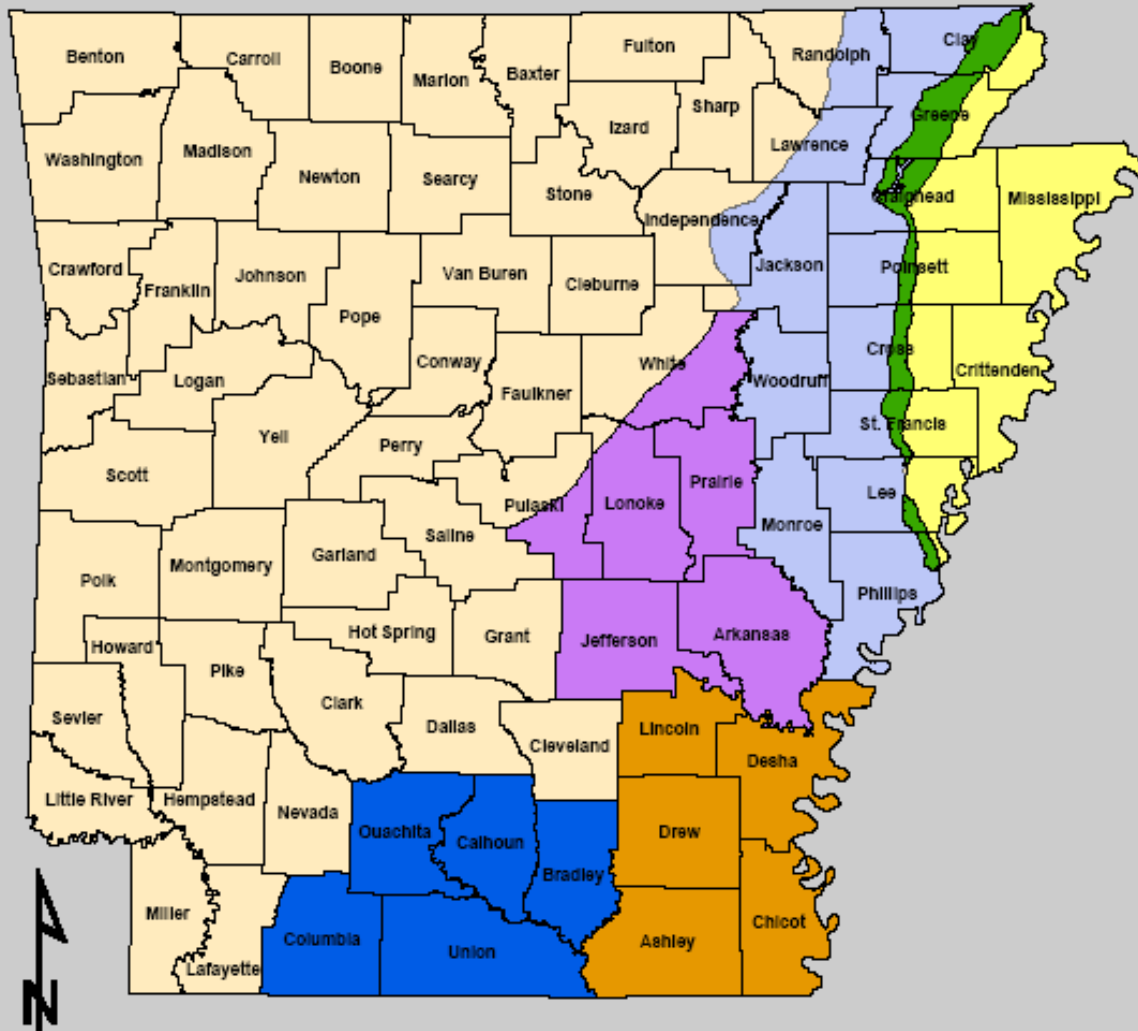 Benton
Carroll
Boone
Marion
Baxter
Fulton
Randolph
Clay
Sharp
Izard
Greene
Lawrence
Washington
Madison
Newton
Searcy
Stone
Independence
Craighead
Mississippi
Crawford
Franklin
Johnson
Pope
Van Buren
Cleburne
Jackson
Poinsett
Sebastian
Logan
Conway
Faulkner
White
Woodruff
Cross
Crittenden
Yell
Perry
St. Francis
Scott
Pulaski
Lonoke
Prairie
Lee
Saline
Monroe
Polk
Montgomery
Garland
Phillips
Howard
Pike
Hot Spring
Grant
Jefferson
Arkansas
Sevier
Clark
Dallas
Cleveland
Lincoln
Desha
Little River
Hempstead
Nevada
Ouachita
Calhoun
Bradley
Drew
Miller
Lafayette
Columbia
Union
Ashley
Chicot
N